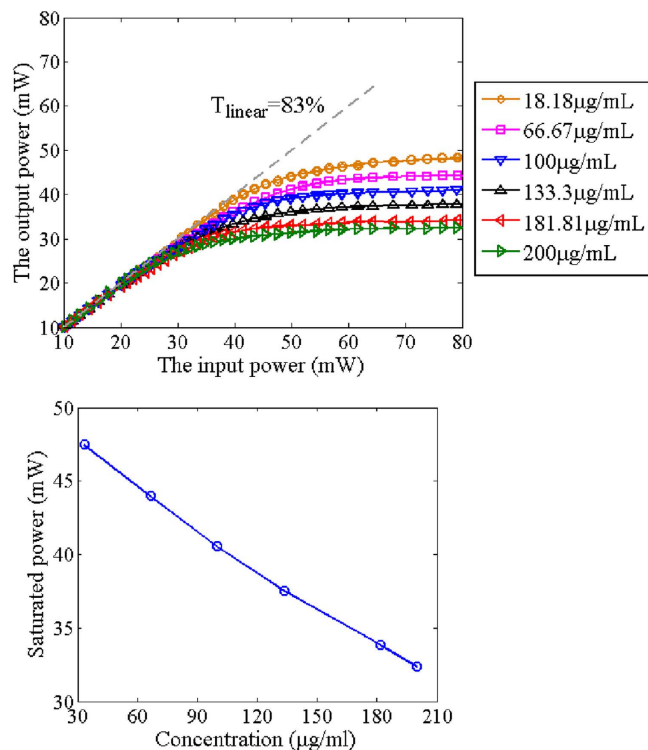 80
70
60
50
40
30
20
10
The output power (mW)
T_linear=83%
10 20 30 40 50 60 70 80
The input power (mW)
18.18μg/mL
66.67μg/mL
100μg/mL
133.3μg/mL
181.81μg/mL
200μg/mL
50
45
40
35
30
Saturated power (mW)
30 60 90 120 150 180 210
Concentration (μg/ml)